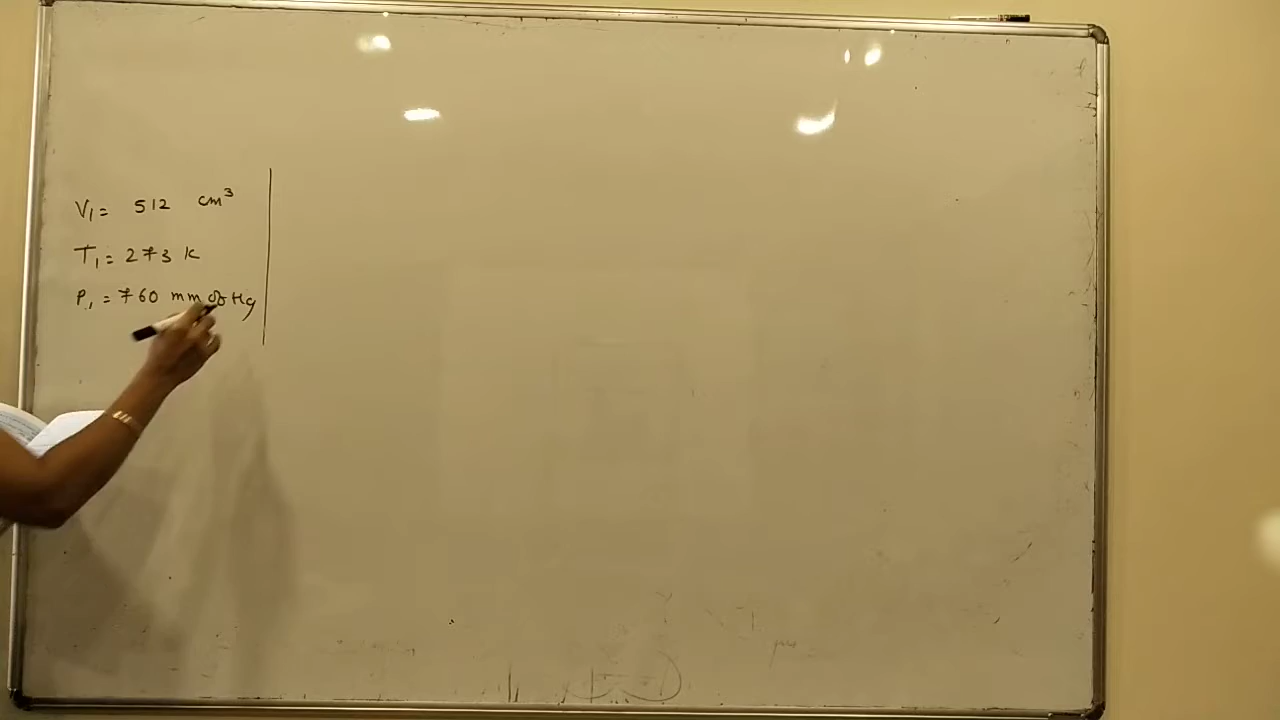 V₁ = 512 cm³
T₁ = 273 K
P₁ = 760 mm of Hg